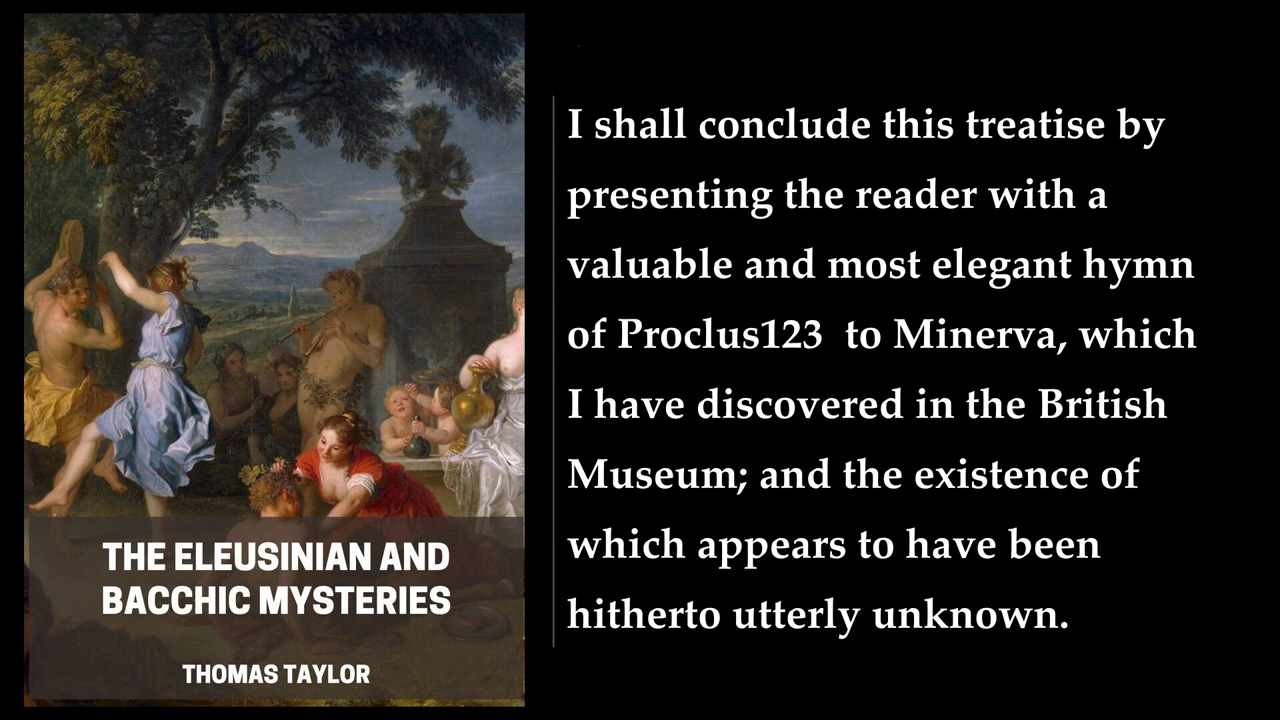 THE ELEUSINIAN AND
BACCHIC MYSTERIES
THOMAS TAYLOR
I shall conclude this treatise by
presenting the reader with a
valuable and most elegant hymn
of Proclus123  to Minerva, which
I have discovered in the British
Museum; and the existence of
which appears to have been
hitherto utterly unknown.